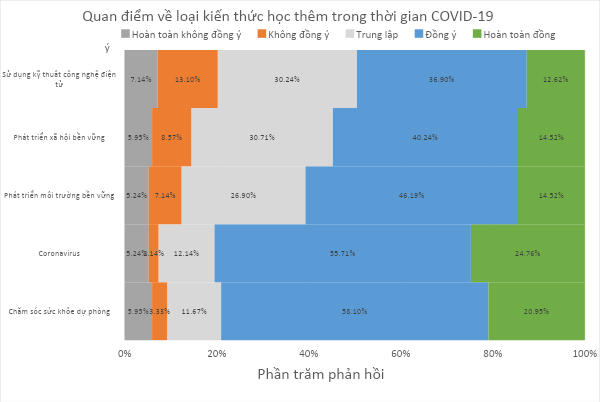 Quan điểm về loại kiến thức học thêm trong thời gian COVID-19
Hoàn toàn không đồng ý Không đồng ý Trung lập Đồng ý Hoàn toàn đồng
ý
Sử dụng kỹ thuật công nghệ điện
tử
7.14% 13.10% 30.24% 36.90% 12.62%
Phát triển xã hội bền vững 5.95% 8.57% 30.71% 40.24% 14.52%
Phát triển môi trường bền vững 5.24% 7.14% 26.90% 46.19% 14.52%
Coronavirus 5.24% 2.14% 12.14% 55.71% 24.76%
Chăm sóc sức khỏe dự phòng 5.95% 3.33% 11.67% 58.10% 20.95%
0% 20% 40% 60% 80% 100%
Phần trăm phản hồi